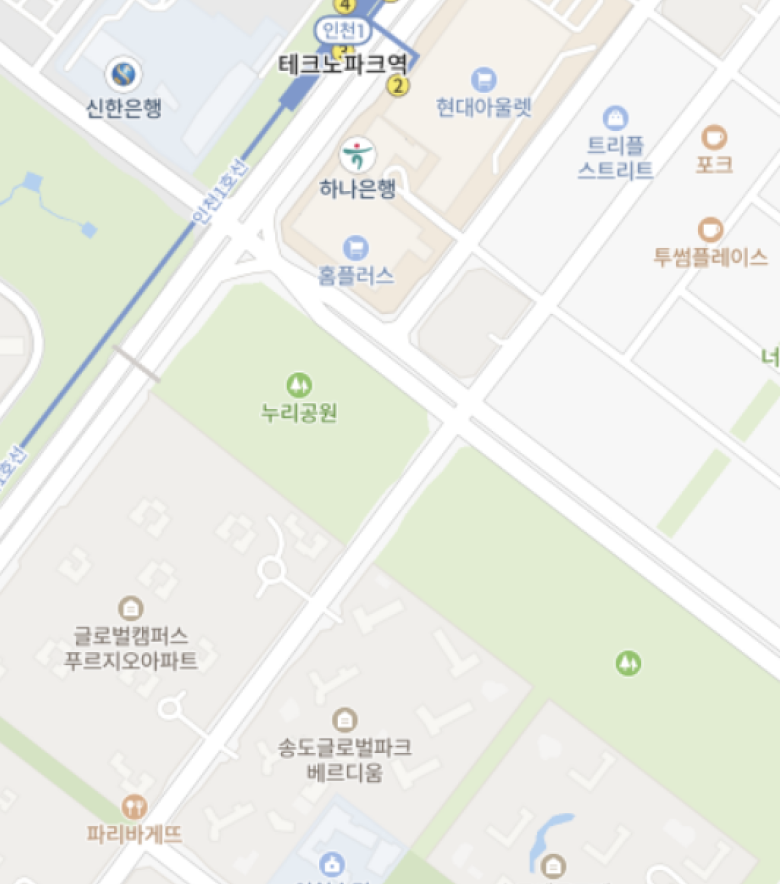 4
인천1
3
테크노파크역
2
신한은행
현대아울렛
트리플
스트리트
포크
하나은행
인천1호선
투썸플레이스
홈플러스
너
누리공원
1호선
글로벌캠퍼스
푸르지오아파트
송도글로벌파크
베르디움
파리바게뜨